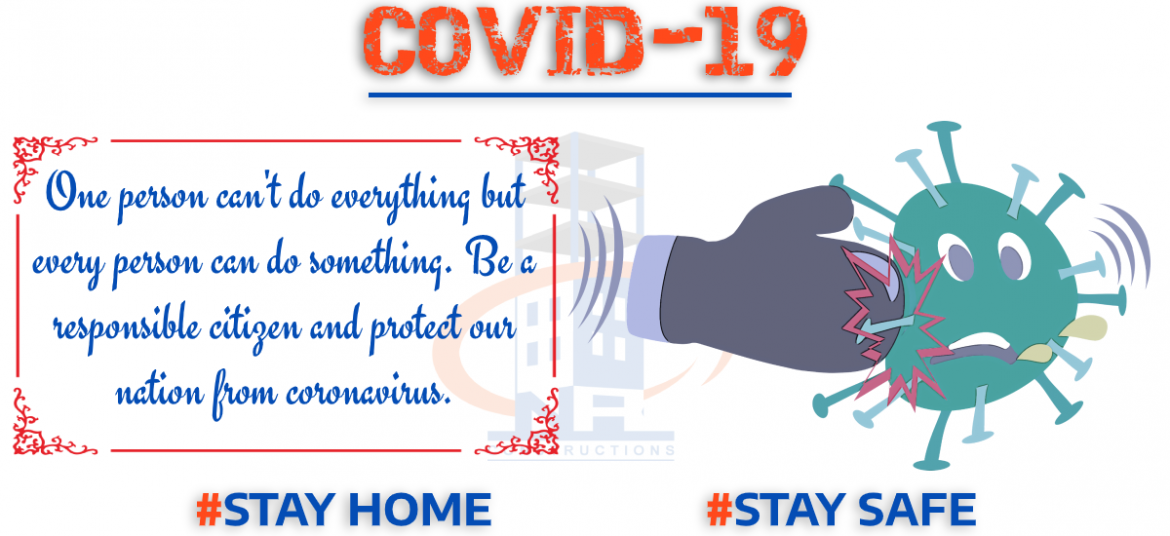 COVID-19
One person can't do everything but
every person can do something. Be a
responsible citizen and protect our
nation from coronavirus.
#STAY HOME
#STAY SAFE